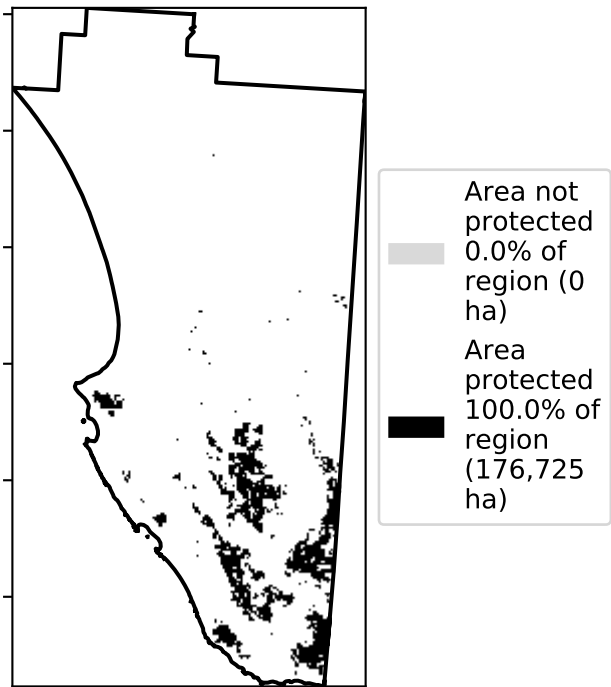 Area not
protected
0.0% of
region (0
ha)
Area
protected
100.0% of
region
(176,725
ha)